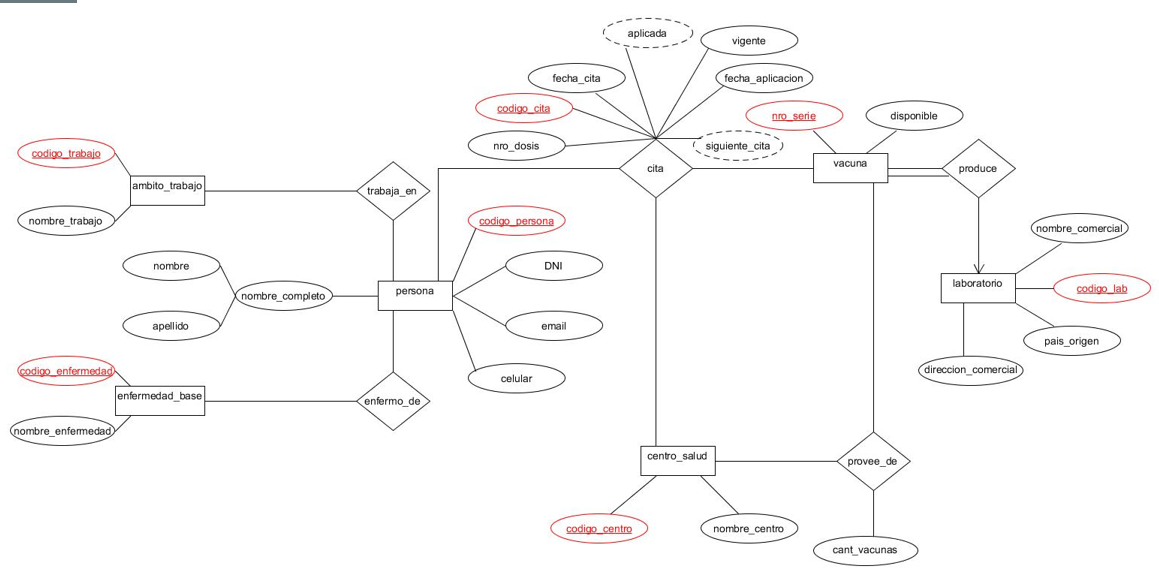 aplicada
vigente
fecha_cita
fecha_aplicacion
codigo_cita
nro_serie
disponible
nro_dosis
siguiente_cita
codigo_trabajo
vacuna
cita
produce
ambito_trabajo
trabaja_en
nombre_trabajo
codigo_persona
nombre_comercial
nombre
DNI
persona
laboratorio
codigo_lab
nombre_completo
apellido
email
pais_origen
codigo_enfermedad
celular
direccion_comercial
enfermedad_base
enfermo_de
nombre_enfermedad
centro_salud
provee_de
codigo_centro
nombre_centro
cant_vacunas